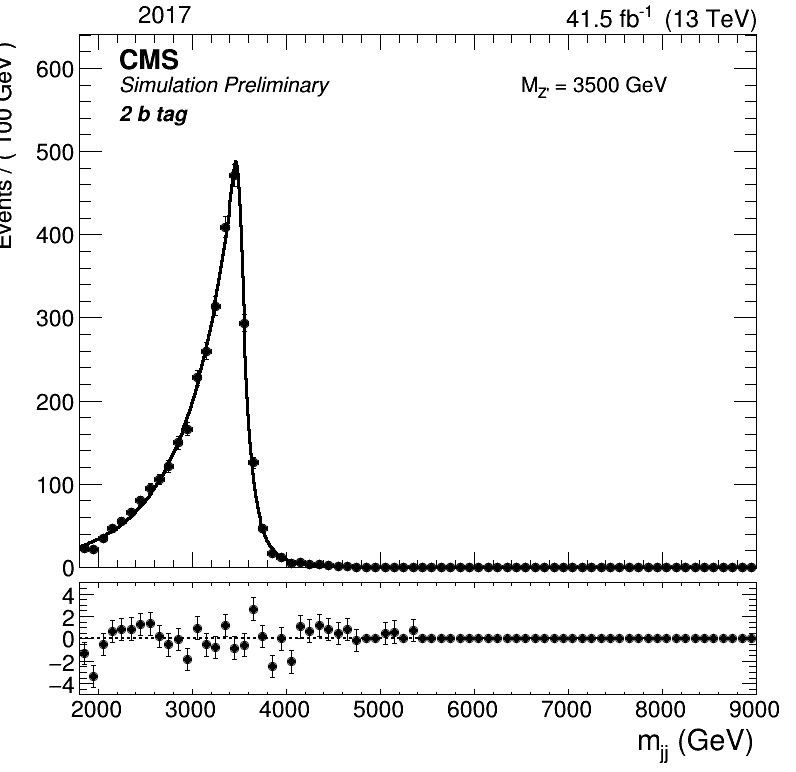 2017
41.5 fb⁻¹ (13 TeV)
CMS
Simulation Preliminary
M_Z' = 3500 GeV
2 b tag
Events / ( 100 GeV )
600
500
400
300
200
100
0
4
2
0
−2
−4
2000 3000 4000 5000 6000 7000 8000 9000
m_jj (GeV)